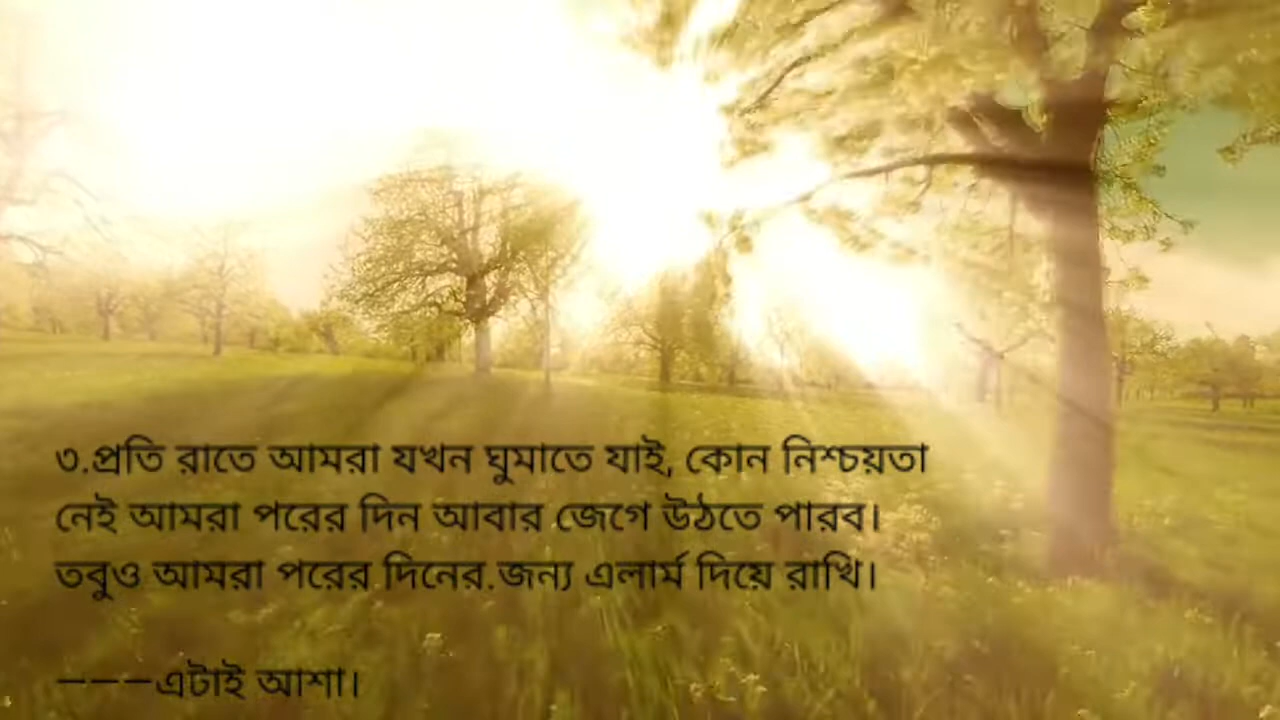 ৩.প্রতি রাতে আমরা যখন ঘুমাতে যাই, কোন নিশ্চয়তা
নেই আমরা পরের দিন আবার জেগে উঠতে পারব।
তবুও আমরা পরের দিনের.জন্য এলার্ম দিয়ে রাখি।
———এটাই আশা।